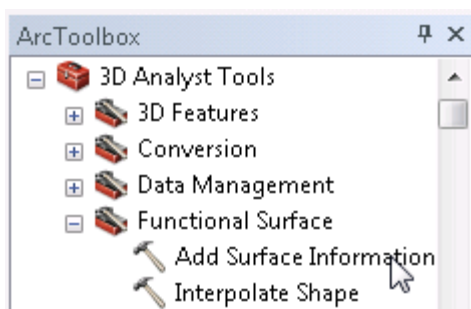 ArcToolbox
3D Analyst Tools
3D Features
Conversion
Data Management
Functional Surface
Add Surface Information
Interpolate Shape